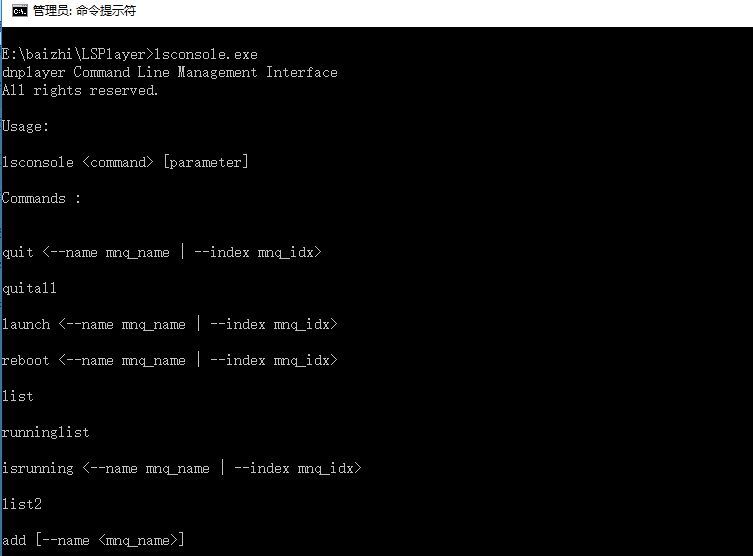 管理员: 命令提示符
E:\baizhi\LSPlayer>lsconsole.exe
dnplayer Command Line Management Interface
All rights reserved.
Usage:
lsconsole <command> [parameter]
Commands :
quit <--name mnq_name | --index mnq_idx>
quitall
launch <--name mnq_name | --index mnq_idx>
reboot <--name mnq_name | --index mnq_idx>
list
runninglist
isrunning <--name mnq_name | --index mnq_idx>
list2
add [--name <mnq_name>]